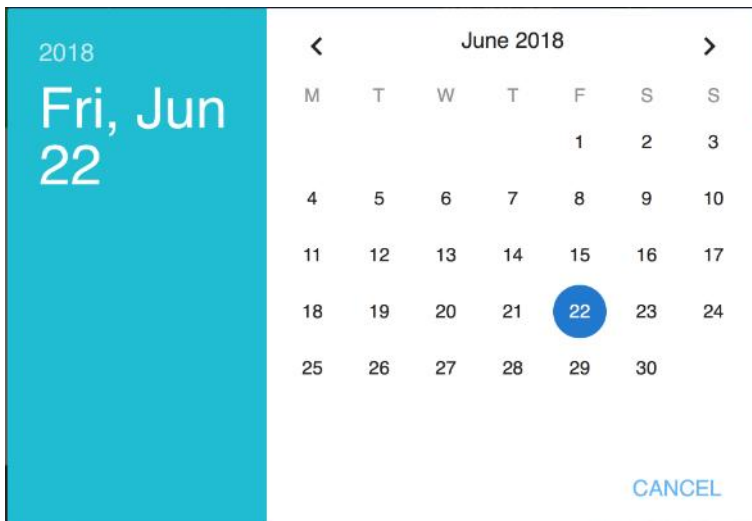 2018
Fri, Jun
22
June 2018
M T W T F S S
1 2 3
4 5 6 7 8 9 10
11 12 13 14 15 16 17
18 19 20 21 22 23 24
25 26 27 28 29 30
CANCEL